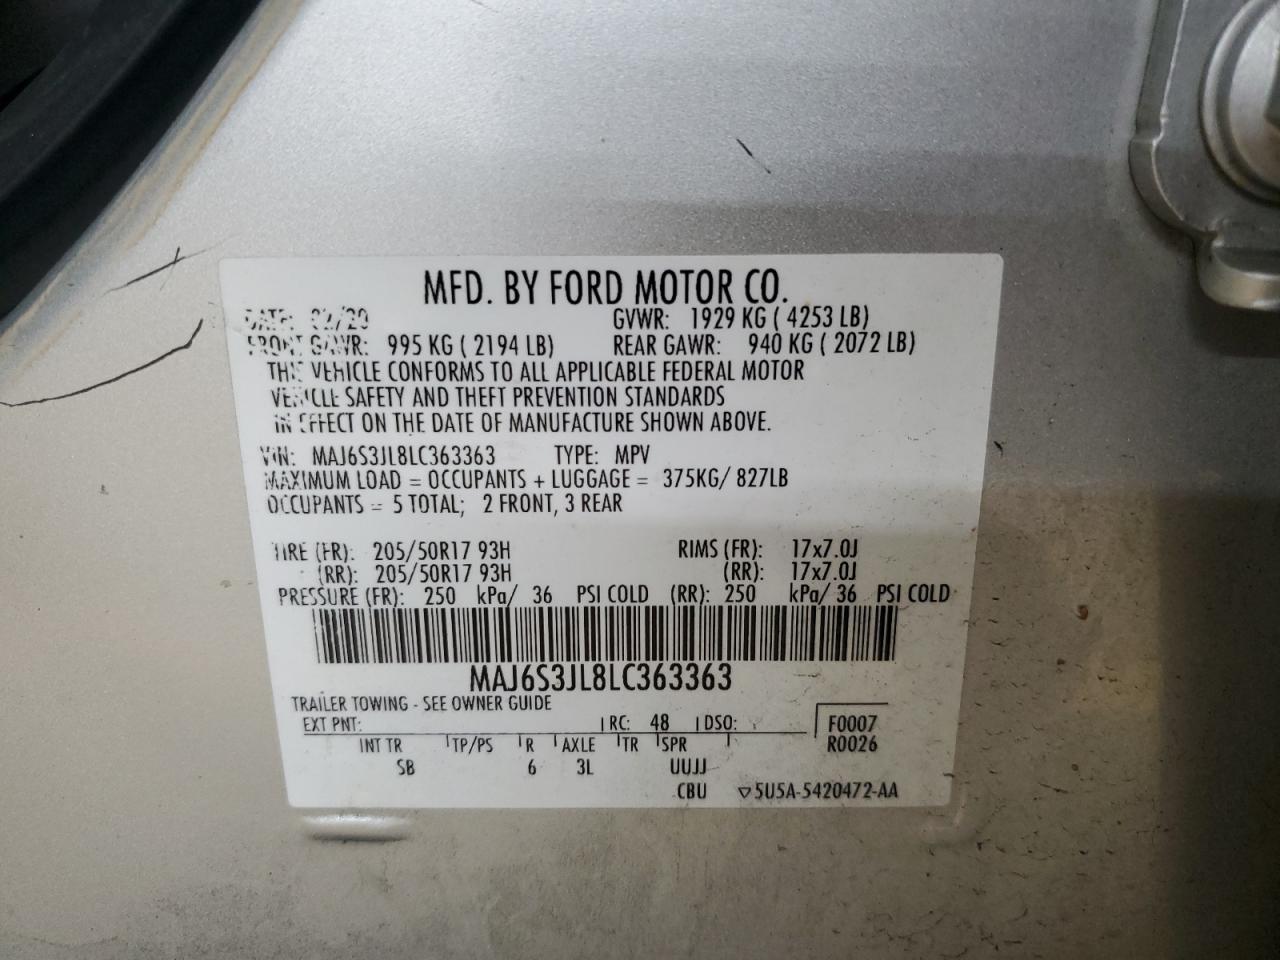 MFD. BY FORD MOTOR CO.
DATE: 02/20 GVWR: 1929 KG ( 4253 LB)
FRONT GAWR: 995 KG ( 2194 LB) REAR GAWR: 940 KG ( 2072 LB)
THIS VEHICLE CONFORMS TO ALL APPLICABLE FEDERAL MOTOR
VEHICLE SAFETY AND THEFT PREVENTION STANDARDS
IN EFFECT ON THE DATE OF MANUFACTURE SHOWN ABOVE.
VIN: MAJ6S3JL8LC363363 TYPE: MPV
MAXIMUM LOAD = OCCUPANTS + LUGGAGE = 375KG/ 827LB
OCCUPANTS = 5 TOTAL; 2 FRONT, 3 REAR
TIRE (FR): 205/50R17 93H RIMS (FR): 17x7.0J
(RR): 205/50R17 93H (RR): 17x7.0J
PRESSURE (FR): 250 kPa/ 36 PSI COLD (RR): 250 kPa/ 36 PSI COLD
MAJ6S3JL8LC363363
TRAILER TOWING - SEE OWNER GUIDE
EXT PNT: RC: 48 DSO: F0007
R0026
INT TR TP/PS R AXLE TR SPR
SB 6 3L UUJJ
CBU ▽5U5A-5420472-AA